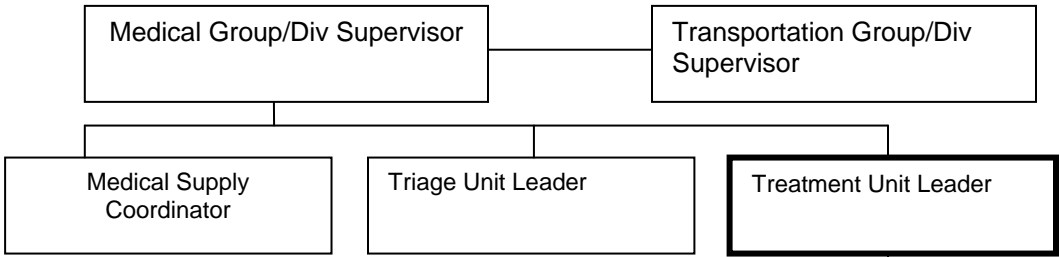 Medical Group/Div Supervisor
Transportation Group/Div
Supervisor
Medical Supply
Coordinator
Triage Unit Leader
Treatment Unit Leader